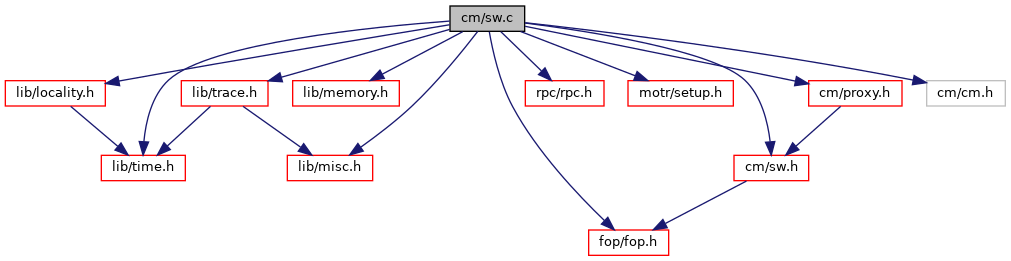 cm/sw.c
lib/locality.h
lib/trace.h
lib/memory.h
rpc/rpc.h
motr/setup.h
cm/proxy.h
cm/cm.h
lib/time.h
lib/misc.h
cm/sw.h
fop/fop.h